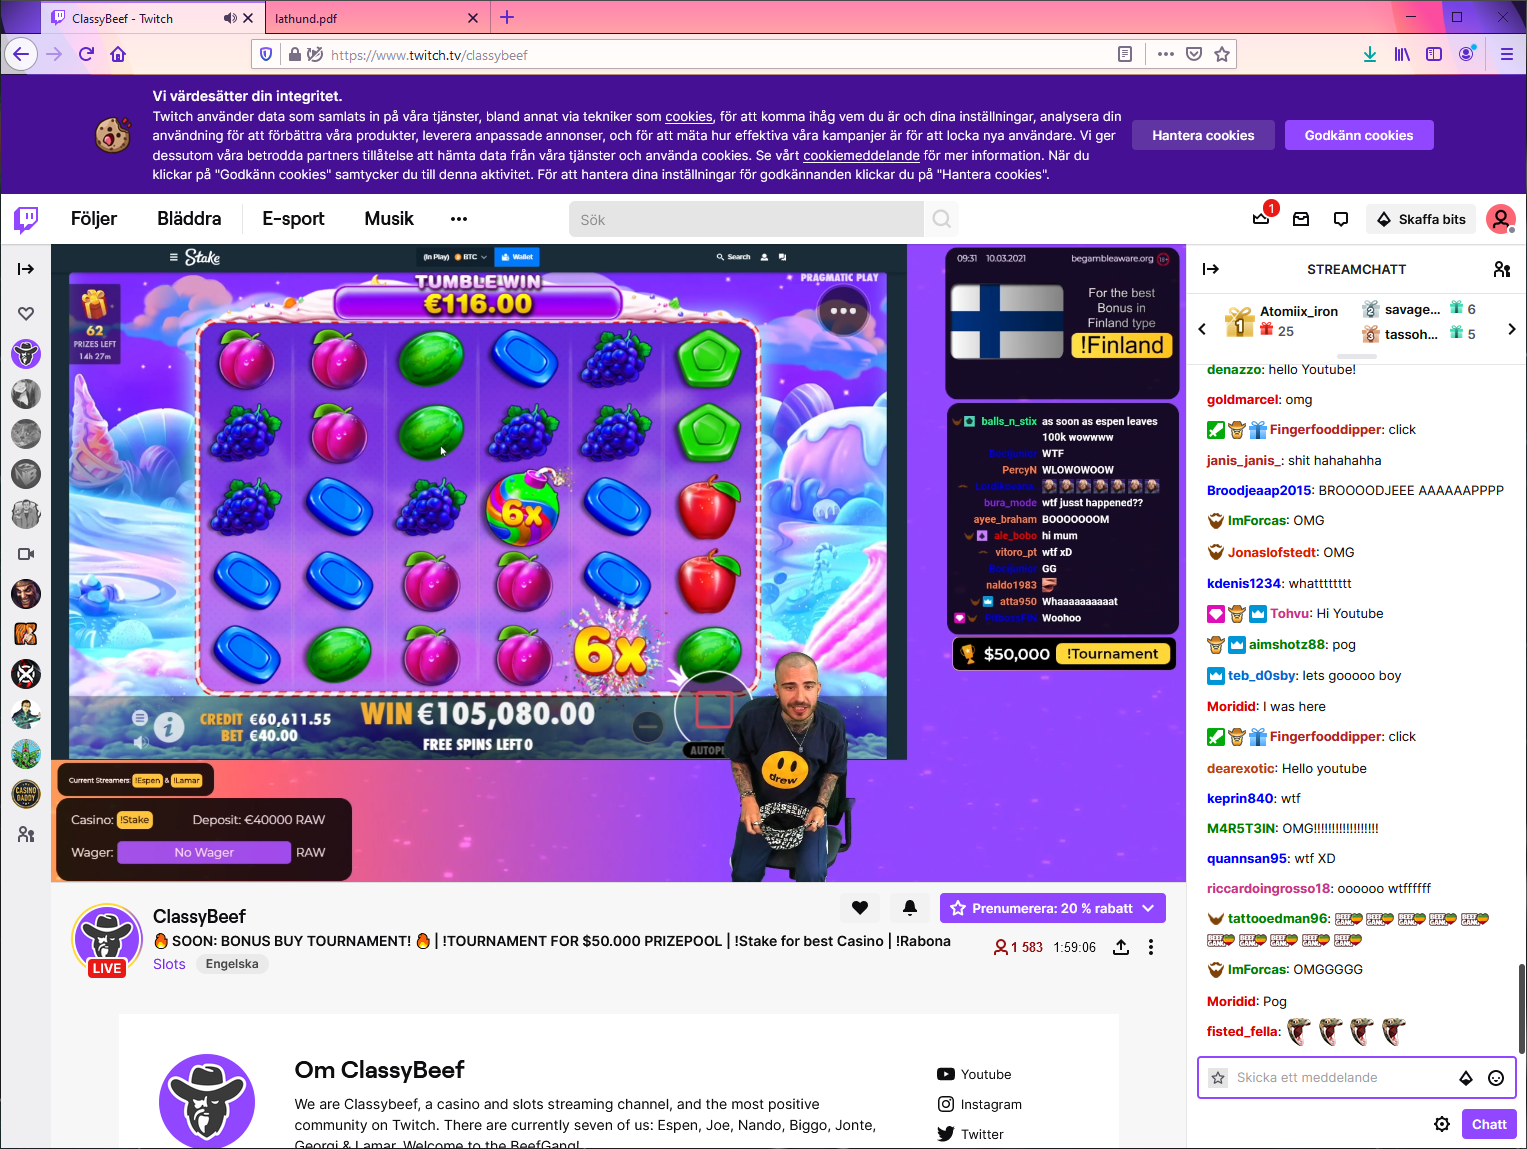 ClassyBeef - Twitch
lathund.pdf
https://www.twitch.tv/classybeef
Vi värdesätter din integritet.
Twitch använder data som samlats in på våra tjänster, bland annat via tekniker som cookies, för att komma ihåg vem du är och dina inställningar, analysera din
användning för att förbättra våra produkter, leverera anpassade annonser, och för att mäta hur effektiva våra kampanjer är för att locka nya användare. Vi ger
dessutom våra betrodda partners tillåtelse att hämta data från våra tjänster och använda cookies. Se vårt cookiemeddelande för mer information. När du
klickar på "Godkänn cookies" samtycker du till denna aktivitet. För att hantera dina inställningar för godkännanden klickar du på "Hantera cookies".
Hantera cookies
Godkänn cookies
Följer
Bläddra
E-sport
Musik
Sök
1
Skaffa bits
Stake
(In Play) BTC
Wallet
Search
62
PRIZES LEFT
14h 27m
TUMBLE WIN
€116.00
PRAGMATIC PLAY
6x
6x
CREDIT €60,611.55
BET €40.00
WIN €105,080.00
FREE SPINS LEFT 0
drew
09:31 10.03.2021
begambleaware.org 18+
For the best
Bonus in
Finland type
!Finland
balls_n_stix as soon as espen leaves
100k wowwww
WTF
PercyN WLOWOWOOW
bura_mode wtf jusst happened??
ayee_braham BOOOOOOOM
ale_bobo hi mum
vitoro_pt wtf xD
GG
naldo1983
atta950 Whaaaaaaaaat
Woohoo
$50,000 !Tournament
Current Streamers: !Espen & !Lamar
Casino: !Stake Deposit: €40000 RAW
Wager: No Wager RAW
CASINO
DADDY
STREAMCHATT
1 Atomiix_iron
25
2 savage... 6
3 tassoh... 5
denazzo: hello Youtube!
goldmarcel: omg
Fingerfooddipper: click
janis_janis_: shit hahahahha
Broodjeaap2015: BROOOODJEEE AAAAAAPPPP
ImForcas: OMG
Jonaslofstedt: OMG
kdenis1234: whatttttttt
Tohvu: Hi Youtube
aimshotz88: pog
teb_d0sby: lets gooooo boy
Moridid: I was here
Fingerfooddipper: click
dearexotic: Hello youtube
keprin840: wtf
M4R5T3IN: OMG!!!!!!!!!!!!!!!!!!
quannsan95: wtf XD
riccardoingrosso18: oooooo wtffffff
tattooedman96:
ImForcas: OMGGGGG
Moridid: Pog
fisted_fella:
Skicka ett meddelande
Chatt
LIVE
ClassyBeef
Prenumerera: 20 % rabatt
SOON: BONUS BUY TOURNAMENT! | !TOURNAMENT FOR $50.000 PRIZEPOOL | !Stake for best Casino | !Rabona
1 583 1:59:06
Slots Engelska
Om ClassyBeef
We are Classybeef, a casino and slots streaming channel, and the most positive
community on Twitch. There are currently seven of us: Espen, Joe, Nando, Biggo, Jonte,
Georgi & Lamar. Welcome to the BeefGang!
Youtube
Instagram
Twitter